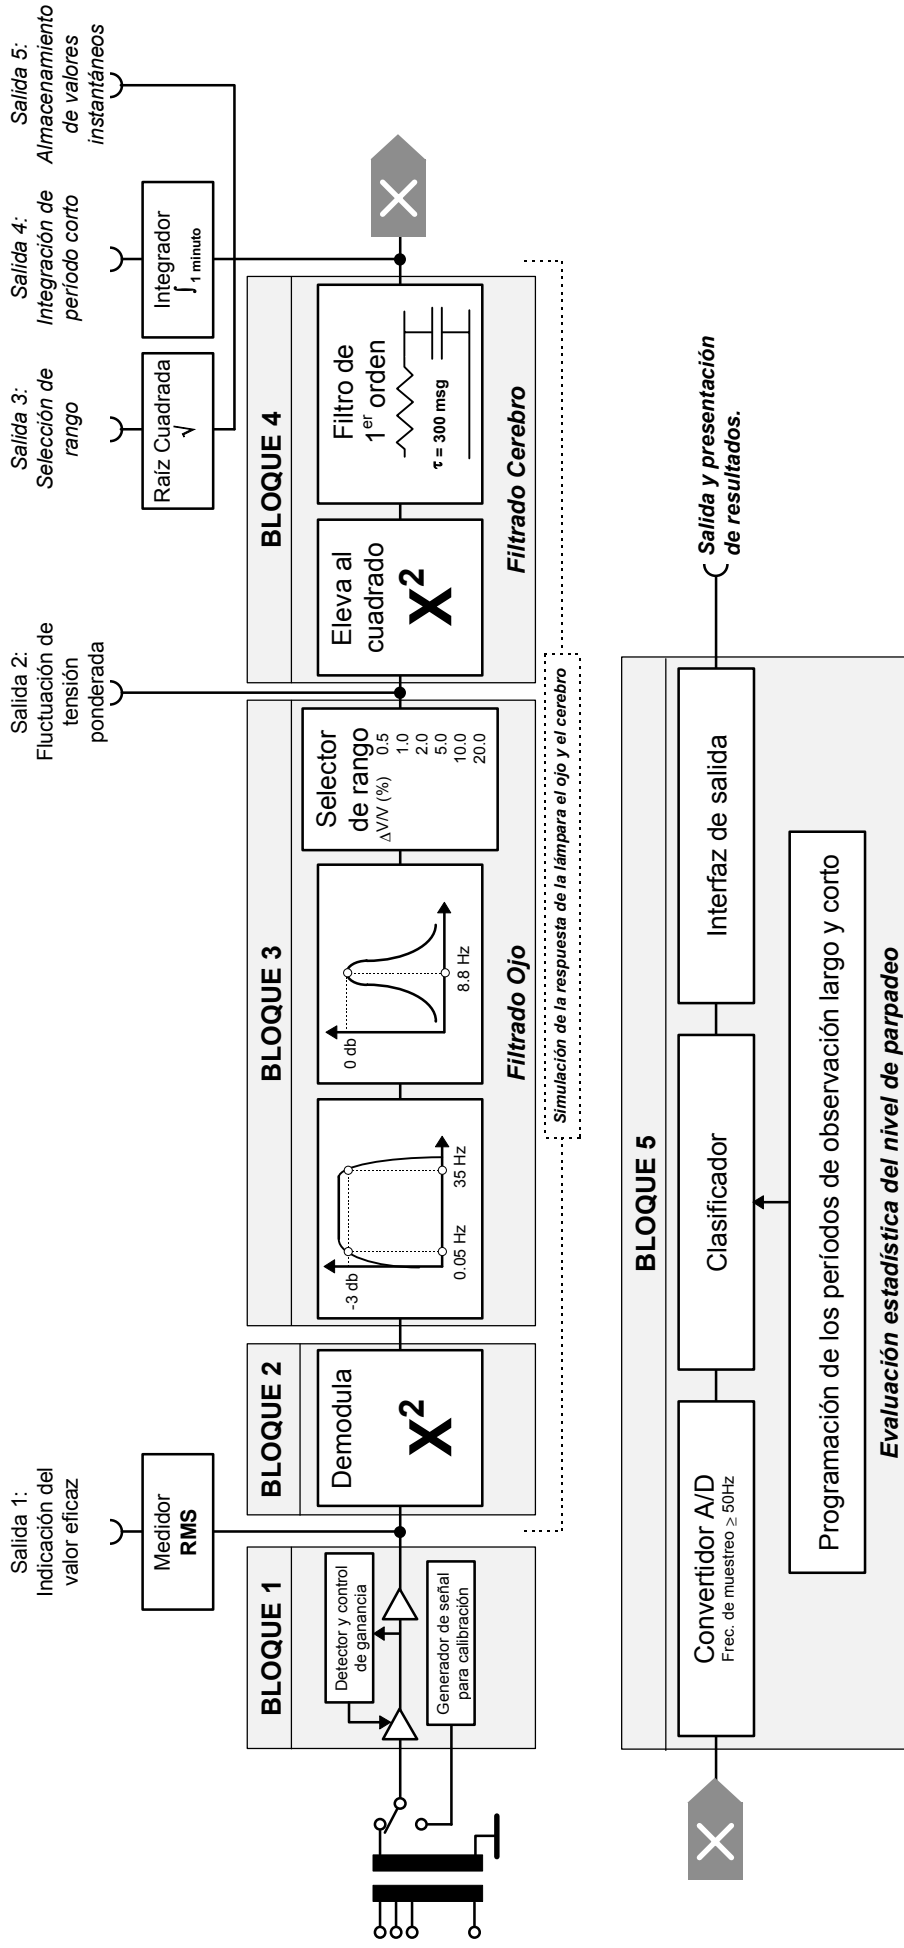 Salida 1:
Indicación del
valor eficaz
Salida 2:
Fluctuación de
tensión
ponderada
Salida 3:
Selección de
rango
Salida 4:
Integración de
período corto
Salida 5:
Almacenamiento
de valores
instantáneos
Medidor
RMS
Raíz Cuadrada
√
Integrador
∫ 1 minuto
BLOQUE 1
Detector y control
de ganancia
Generador de señal
para calibración
BLOQUE 2
Demodula
X²
BLOQUE 3
-3 db
0.05 Hz
35 Hz
0 db
8.8 Hz
Selector
de rango
ΔV/V (%)
0.5
1.0
2.0
5.0
10.0
20.0
Filtrado Ojo
BLOQUE 4
Eleva al
cuadrado
X²
Filtro de
1er orden
τ = 300 msg
Filtrado Cerebro
Simulación de la respuesta de la lámpara el ojo y el cerebro
BLOQUE 5
Convertidor A/D
Frec. de muestreo ≥ 50Hz
Clasificador
Interfaz de salida
Salida y presentación
de resultados.
Programación de los períodos de observación largo y corto
Evaluación estadística del nivel de parpadeo